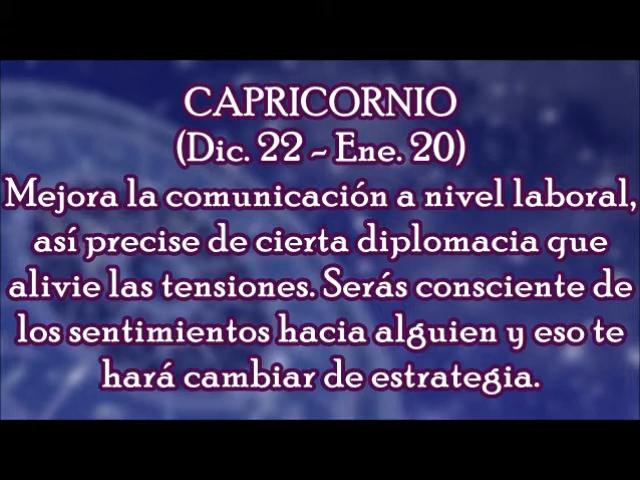 CAPRICORNIO
(Dic. 22 - Ene. 20)
Mejora la comunicación a nivel laboral,
así precise de cierta diplomacia que
alivie las tensiones. Serás consciente de
los sentimientos hacia alguien y eso te
hará cambiar de estrategia.